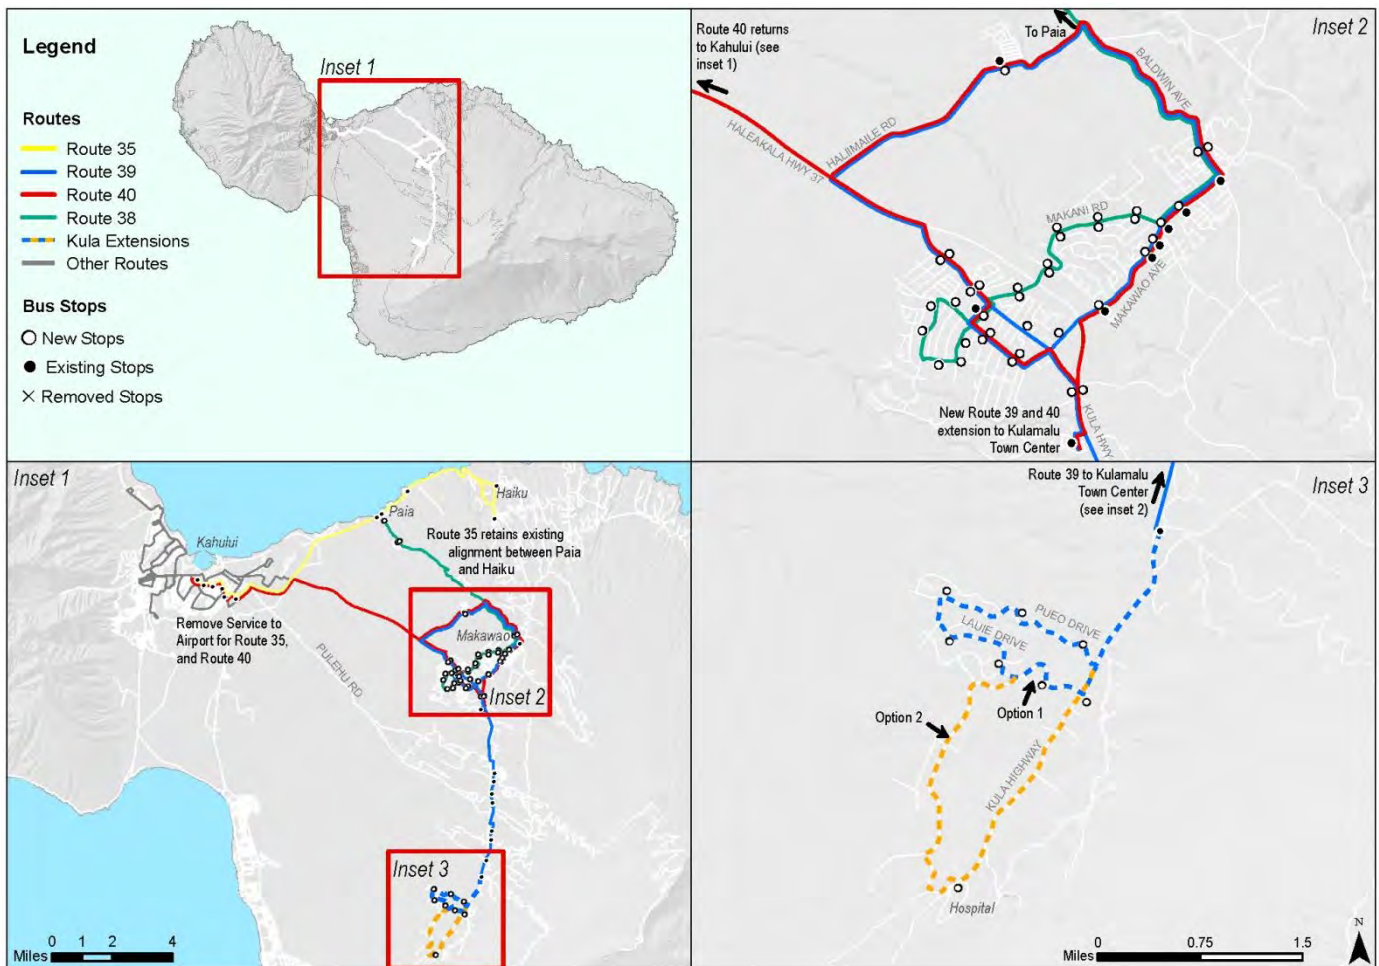 Legend
Routes
Route 35
Route 39
Route 40
Route 38
Kula Extensions
Other Routes
Bus Stops
New Stops
Existing Stops
Removed Stops
Inset 1
Inset 2
Route 40 returns
to Kahului (see
inset 1)
To Paia
BALDWIN AVE
HALIIMAILE RD
HALEAKALA HWY 37
MAKANI RD
MAKAWAO AVE
New Route 39 and 40
extension to Kulamalu
Town Center
KULA HWY
Inset 1
Kahului
Paia
Haiku
Route 35 retains existing
alignment between Paia
and Haiku
Remove Service to
Airport for Route 35,
and Route 40
PULEHU RD
Makawao
Inset 2
Inset 3
0 1 2 4
Miles
Inset 3
Route 39 to Kulamalu
Town Center
(see inset 2)
PUEO DRIVE
LAUIE DRIVE
Option 1
Option 2
KULA HIGHWAY
Hospital
N
0 0.75 1.5
Miles